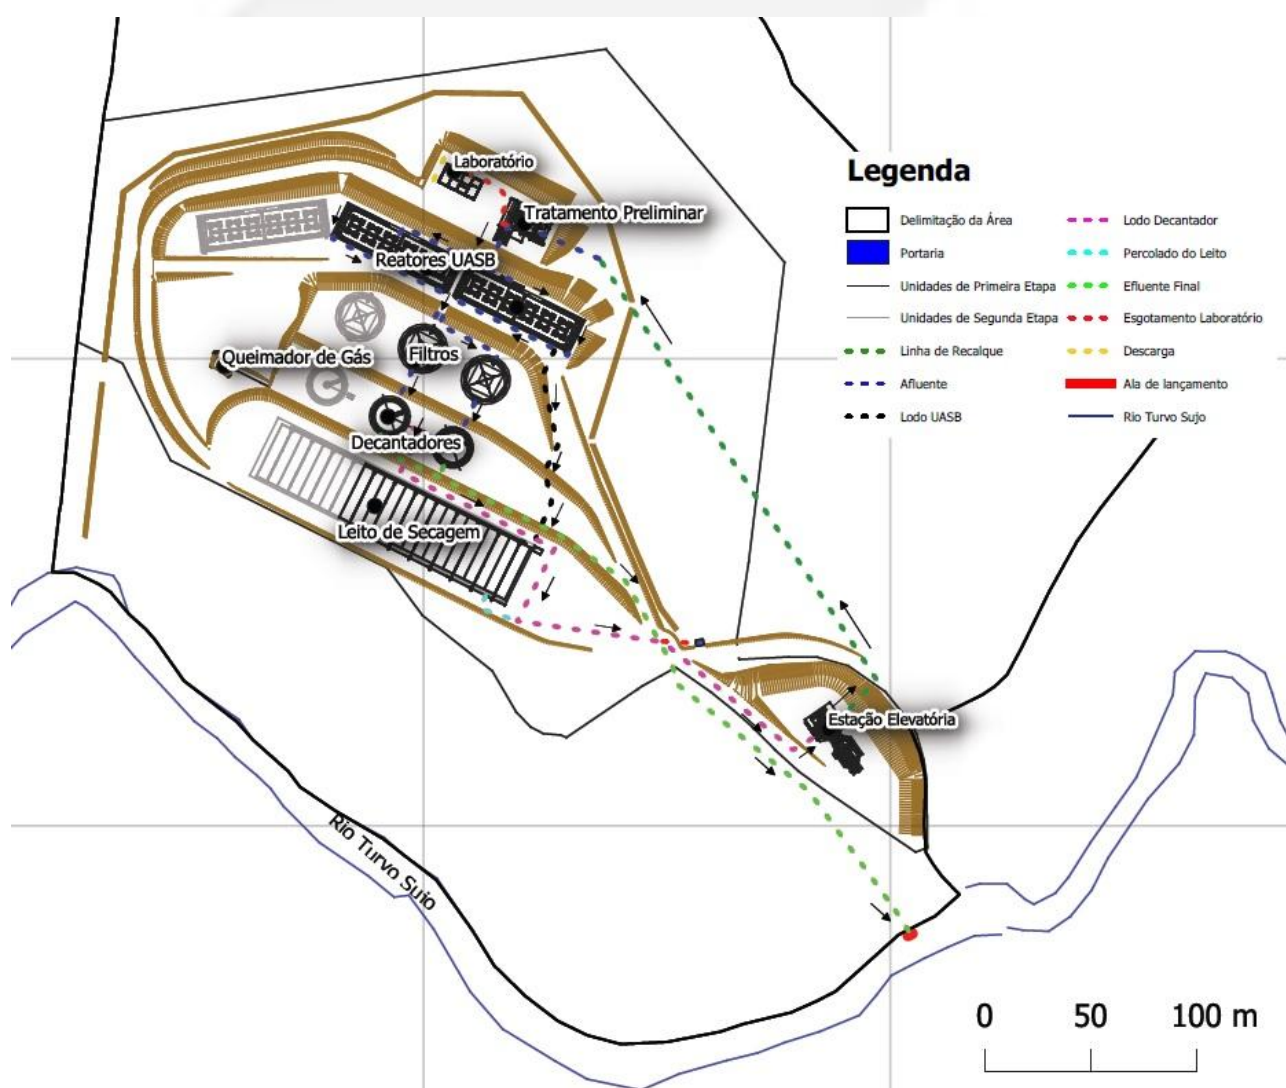 Laboratório
Tratamento Preliminar
Reatores UASB
Queimador de Gás
Filtros
Decantadores
Leito de Secagem
Estação Elevatória
Rio Turvo Sujo
Legenda
Delimitação da Área
Portaria
Unidades de Primeira Etapa
Unidades de Segunda Etapa
Linha de Recalque
Afluente
Lodo UASB
Lodo Decantador
Percolado do Leito
Efluente Final
Esgotamento Laboratório
Descarga
Ala de lançamento
Rio Turvo Sujo
0 50 100 m